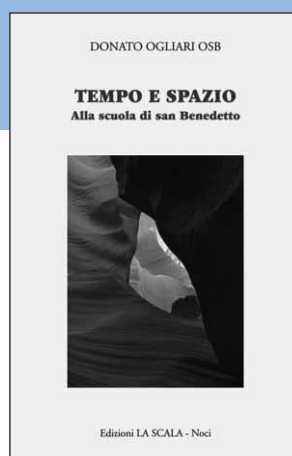 DONATO OGLIARI OSB
TEMPO E SPAZIO
Alla scuola di san Benedetto
Edizioni LA SCALA - Noci